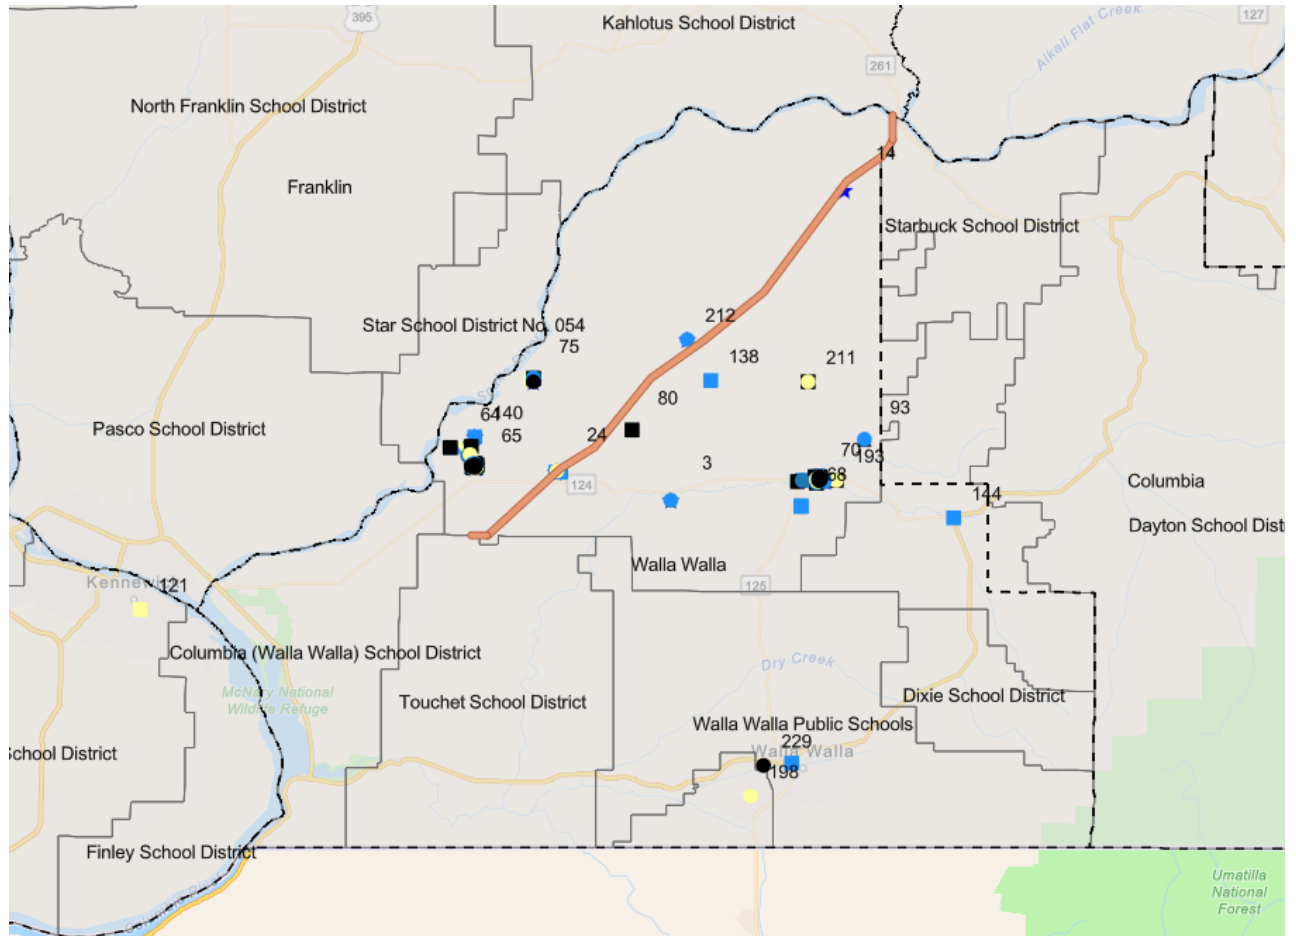 395
Kahlotus School District
127
Alkali Flat Creek
261
North Franklin School District
14
Franklin
Starbuck School District
212
Star School District No. 054
75
138
211
80
93
64
140
65
24
Pasco School District
70
193
3
68
124
144
Columbia
Dayton School Dist
Walla Walla
125
Kennewick
121
Columbia (Walla Walla) School District
Dry Creek
McNary National
Wildlife Refuge
Touchet School District
Dixie School District
Walla Walla Public Schools
School District
229
Walla Walla
198
Finley School District
Umatilla
National
Forest